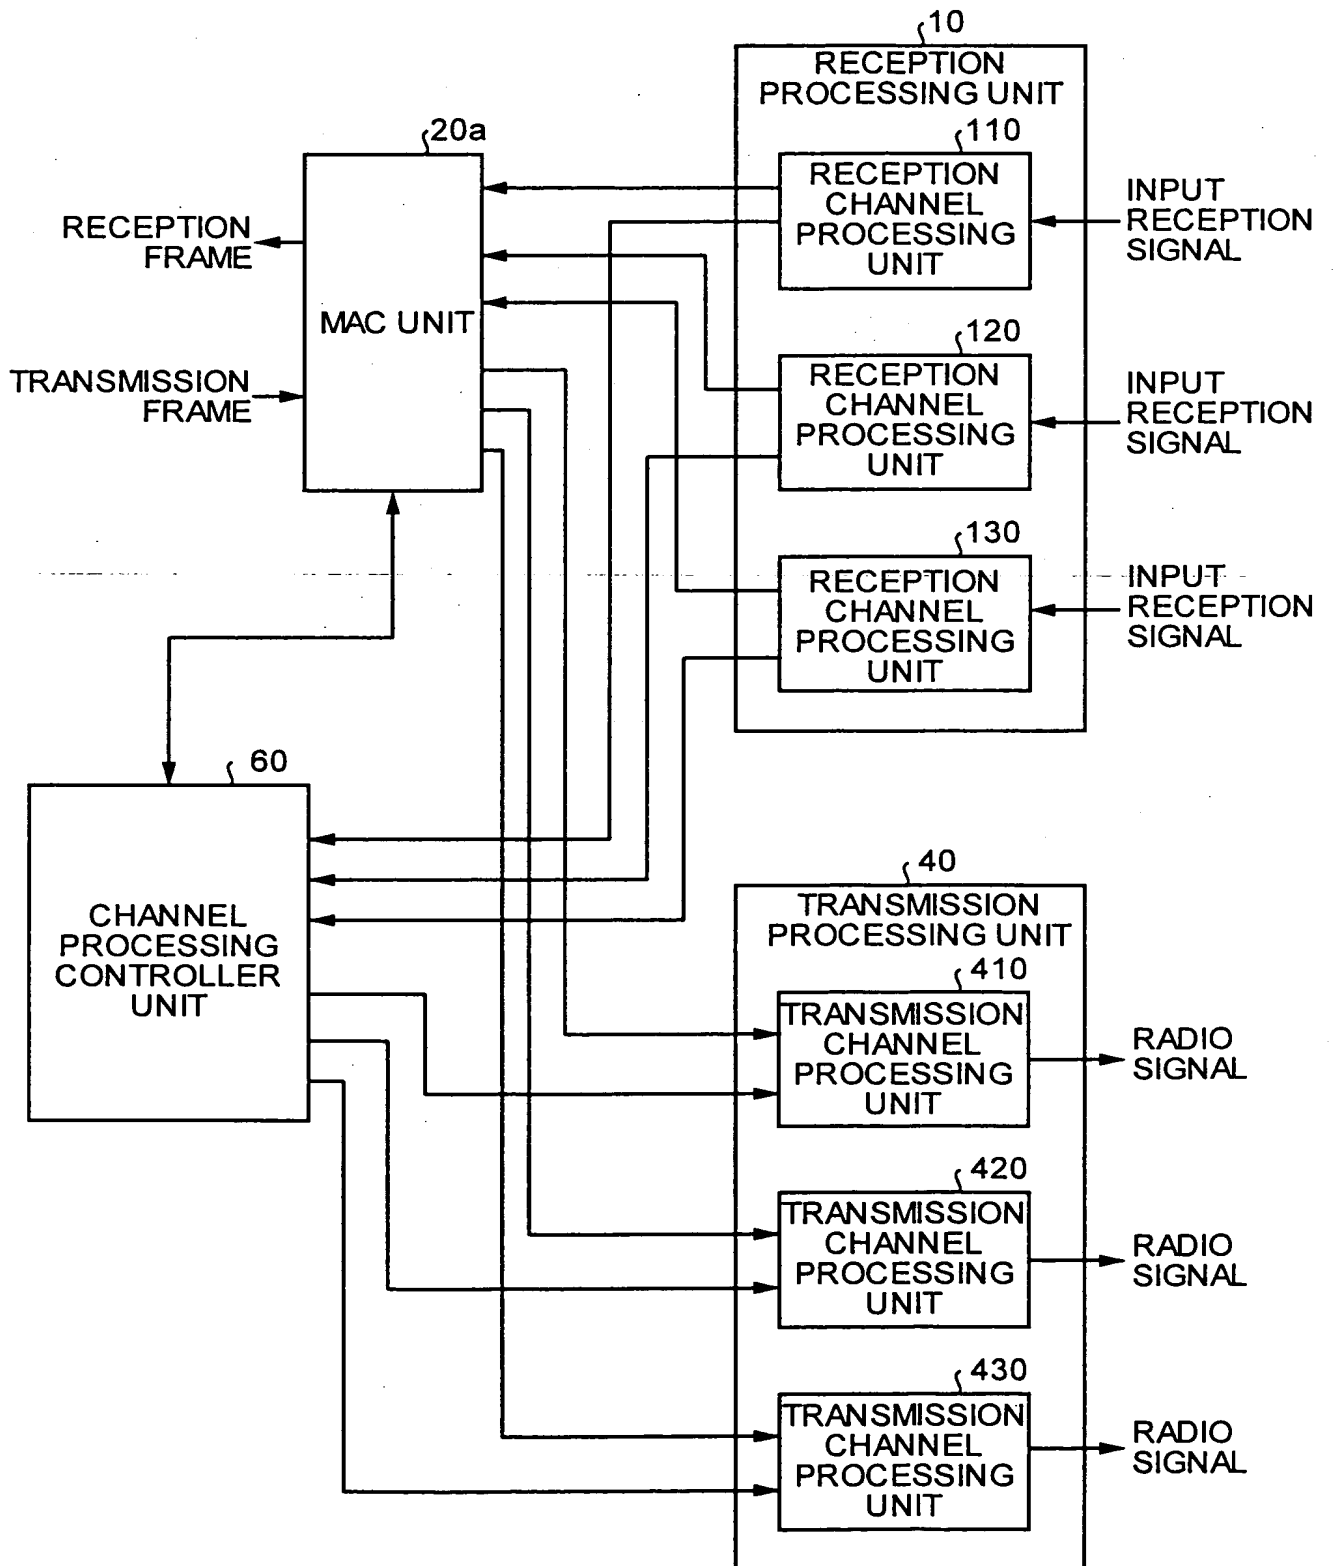 10
RECEPTION
PROCESSING UNIT
20a
110
RECEPTION
CHANNEL
PROCESSING
UNIT
INPUT
RECEPTION
SIGNAL
RECEPTION
FRAME
MAC UNIT
TRANSMISSION
FRAME
120
RECEPTION
CHANNEL
PROCESSING
UNIT
INPUT
RECEPTION
SIGNAL
130
RECEPTION
CHANNEL
PROCESSING
UNIT
INPUT
RECEPTION
SIGNAL
60
CHANNEL
PROCESSING
CONTROLLER
UNIT
40
TRANSMISSION
PROCESSING UNIT
410
TRANSMISSION
CHANNEL
PROCESSING
UNIT
RADIO
SIGNAL
420
TRANSMISSION
CHANNEL
PROCESSING
UNIT
RADIO
SIGNAL
430
TRANSMISSION
CHANNEL
PROCESSING
UNIT
RADIO
SIGNAL